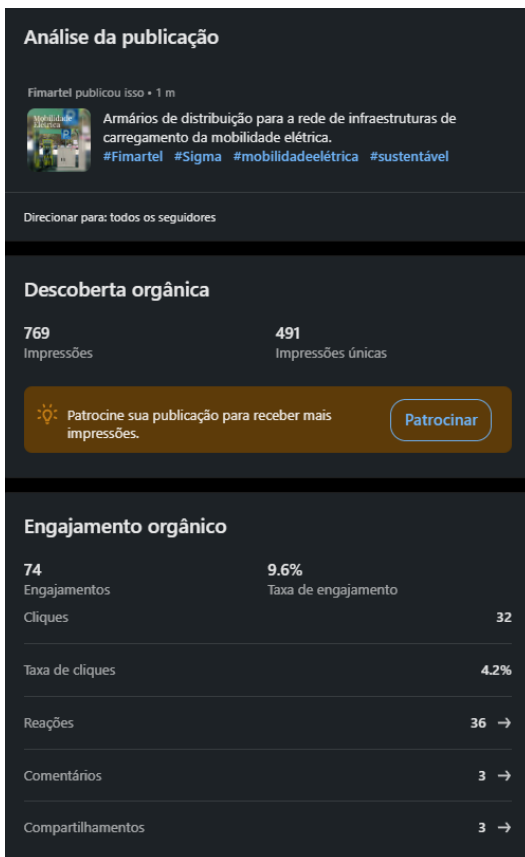 Análise da publicação
Fimartel publicou isso • 1 m
Mobilidade
Elétrica
Armários de distribuição para a rede de infraestruturas de
carregamento da mobilidade elétrica.
#Fimartel #Sigma #mobilidadeelétrica #sustentável
Direcionar para: todos os seguidores
Descoberta orgânica
769
Impressões
491
Impressões únicas
Patrocine sua publicação para receber mais
impressões.
Patrocinar
Engajamento orgânico
74
Engajamentos
9.6%
Taxa de engajamento
Cliques 32
Taxa de cliques 4.2%
Reações 36 →
Comentários 3 →
Compartilhamentos 3 →